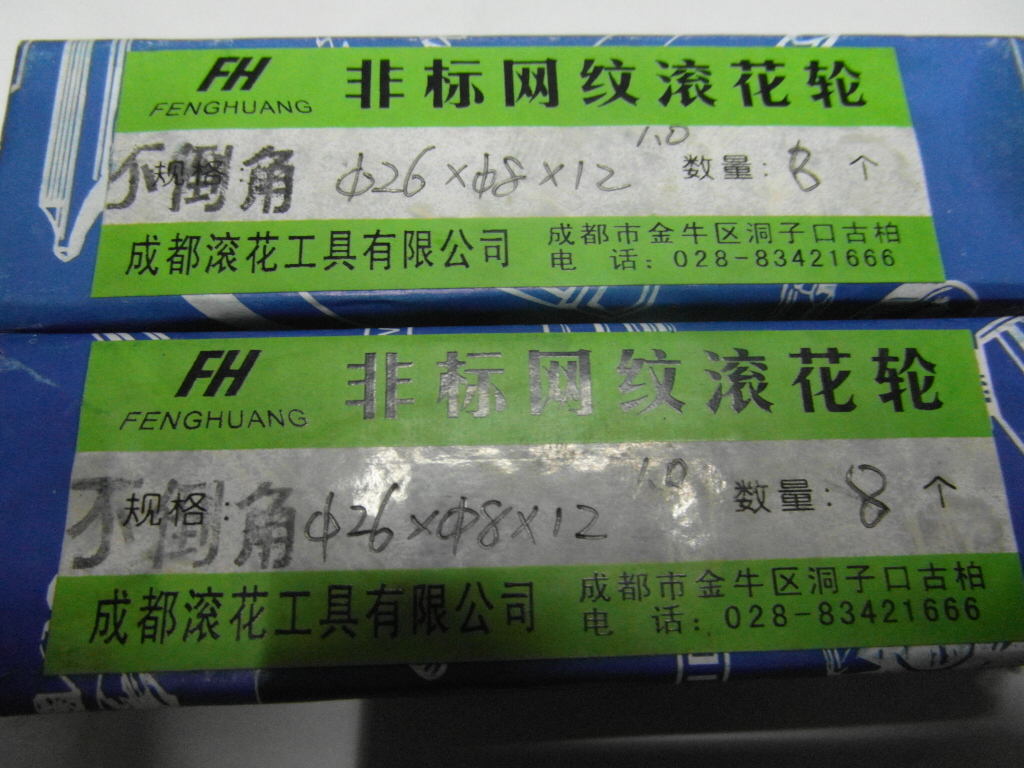 FH 非标网纹滚花轮
FENGHUANG
1.0
不倒角 规格: φ26×φ8×12 数量: 8 个
成都滚花工具有限公司 成都市金牛区洞子口古柏
电 话: 028-83421666
FH 非标网纹滚花轮
FENGHUANG
1.0
不倒角 规格: φ26×φ8×12 数量: 8 个
成都滚花工具有限公司 成都市金牛区洞子口古柏
电 话: 028-83421666